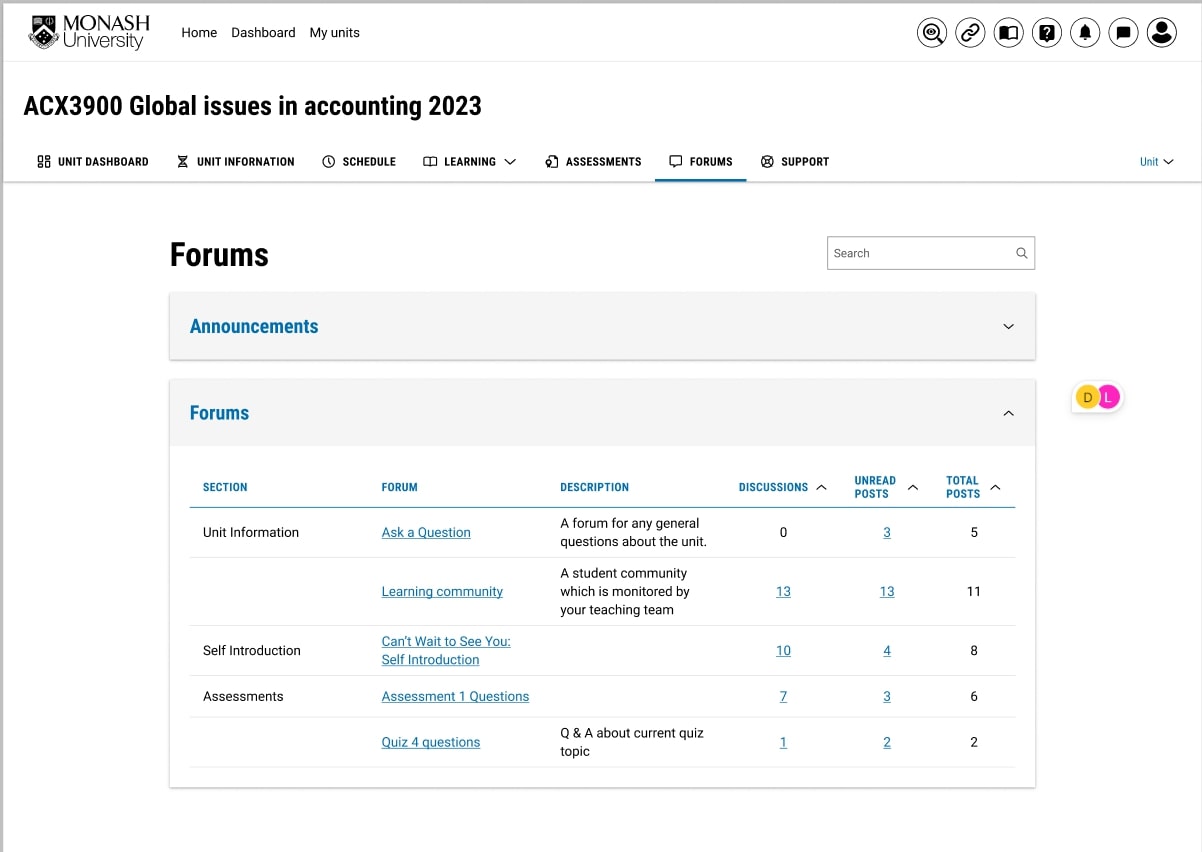 MONASH
University
Home Dashboard My units
ACX3900 Global issues in accounting 2023
UNIT DASHBOARD UNIT INFORMATION SCHEDULE LEARNING ASSESSMENTS FORUMS SUPPORT Unit
Forums
Search
Announcements
Forums
D L
SECTION FORUM DESCRIPTION DISCUSSIONS UNREAD POSTS TOTAL POSTS
Unit Information Ask a Question A forum for any general
questions about the unit. 0 3 5
Learning community A student community
which is monitored by
your teaching team 13 13 11
Self Introduction Can't Wait to See You:
Self Introduction 10 4 8
Assessments Assessment 1 Questions 7 3 6
Quiz 4 questions Q & A about current quiz
topic 1 2 2